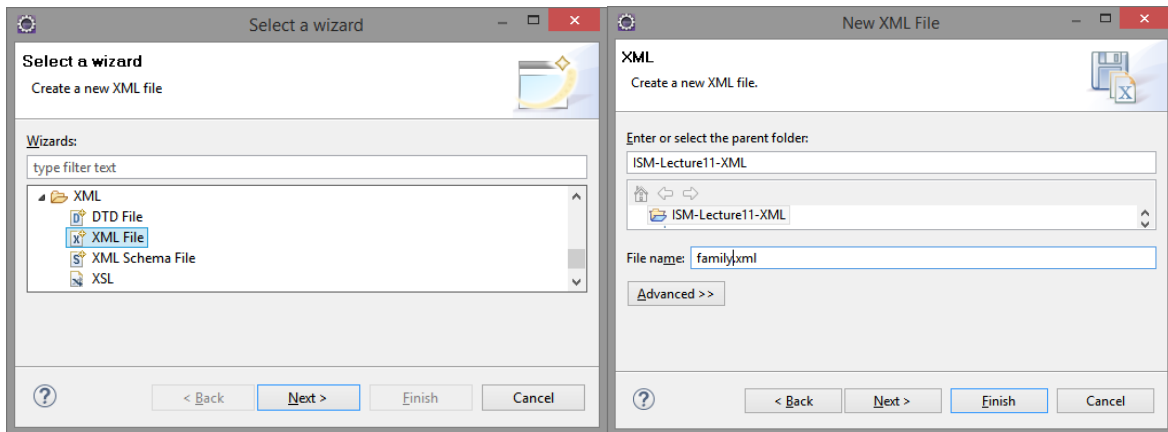 Select a wizard
Select a wizard
Create a new XML file
Wizards:
type filter text
XML
DTD File
XML File
XML Schema File
XSL
< Back Next > Finish Cancel
New XML File
XML
Create a new XML file.
Enter or select the parent folder:
ISM-Lecture11-XML
ISM-Lecture11-XML
File name: family.xml
Advanced >>
< Back Next > Finish Cancel